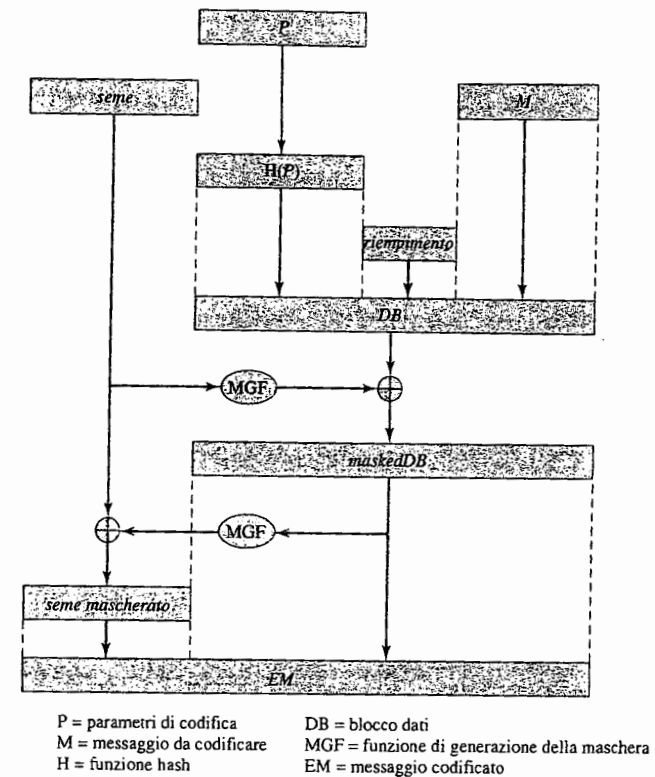 P
seme
M
H(P)
riempimento
DB
MGF
maskedDB
MGF
seme mascherato
EM
P = parametri di codifica
M = messaggio da codificare
H = funzione hash
DB = blocco dati
MGF = funzione di generazione della maschera
EM = messaggio codificato